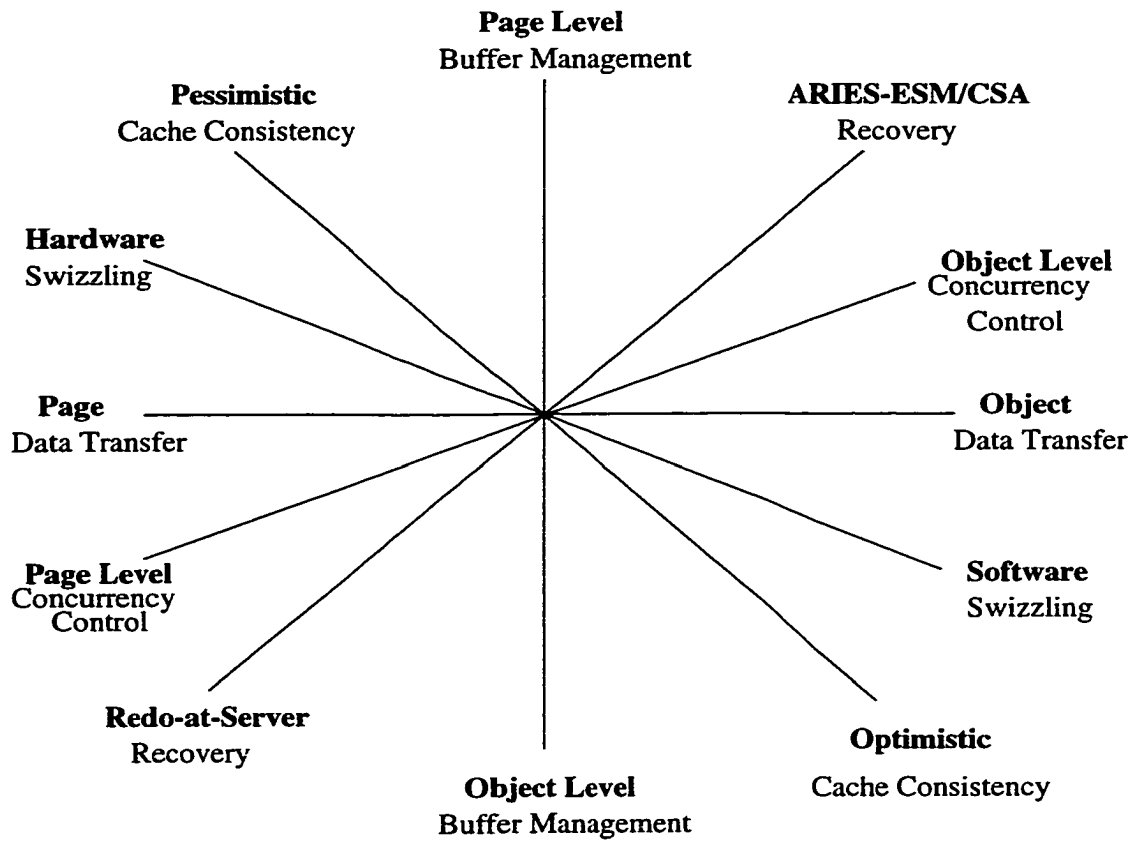 Page Level
Buffer Management
Pessimistic
Cache Consistency
ARIES-ESM/CSA
Recovery
Hardware
Swizzling
Object Level
Concurrency
Control
Page
Data Transfer
Object
Data Transfer
Page Level
Concurrency
Control
Software
Swizzling
Redo-at-Server
Recovery
Optimistic
Cache Consistency
Object Level
Buffer Management